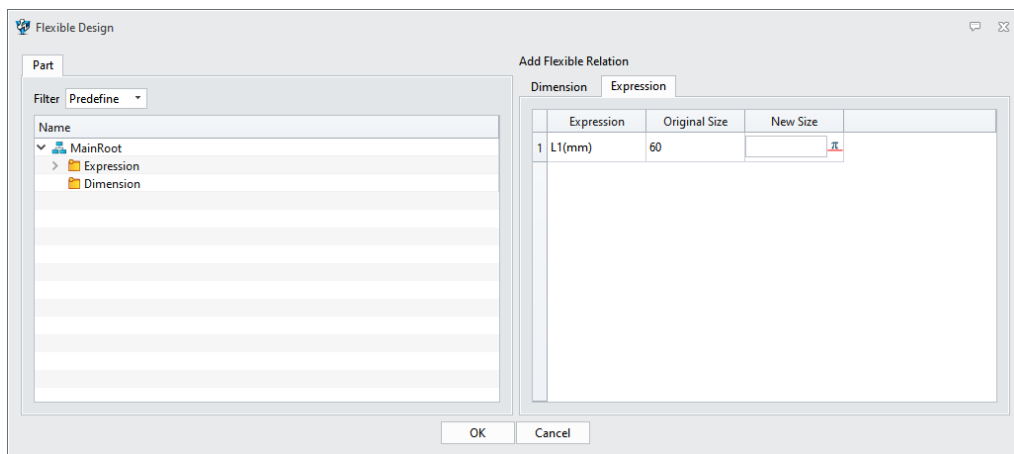 Flexible Design
Part
Filter Predefine
Name
MainRoot
Expression
Dimension
Add Flexible Relation
Dimension Expression
Expression Original Size New Size
1 L1(mm) 60 π
OK Cancel